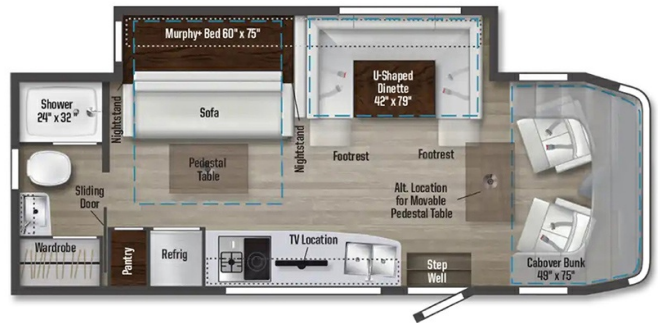 Murphy+ Bed 60" x 75"
U-Shaped
Dinette
42" x 79"
Shower
24" x 32"
Nightstand
Sofa
Nightstand
Footrest
Footrest
Pedestal
Table
Sliding
Door
Alt. Location
for Movable
Pedestal Table
Wardrobe
Pantry
Refrig
TV Location
Step
Well
Cabover Bunk
49" x 75"